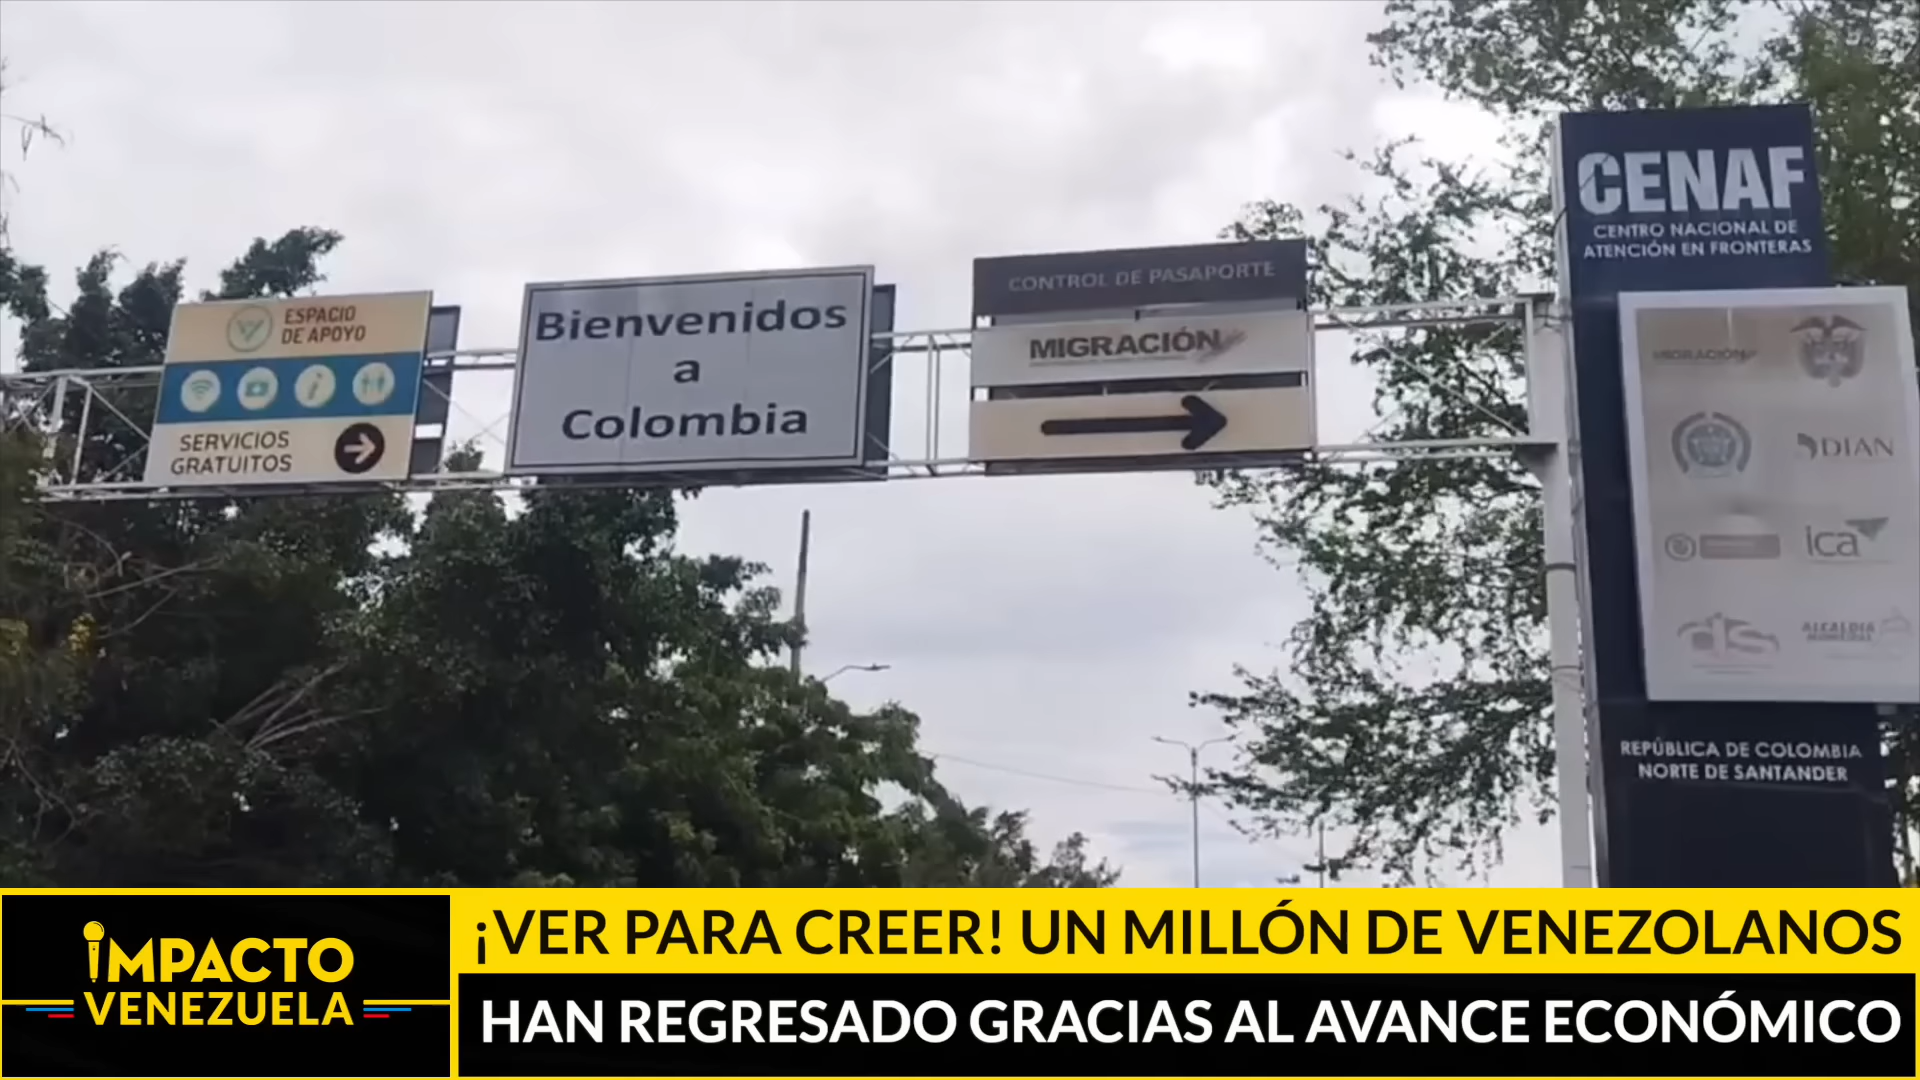 ESPACIO
DE APOYO
SERVICIOS
GRATUITOS
Bienvenidos
a
Colombia
CONTROL DE PASAPORTE
MIGRACIÓN
CENAF
CENTRO NACIONAL DE
ATENCIÓN EN FRONTERAS
MIGRACIÓN
DIAN
ica
ALCALDIA
REPÚBLICA DE COLOMBIA
NORTE DE SANTANDER
IMPACTO
VENEZUELA
¡VER PARA CREER! UN MILLÓN DE VENEZOLANOS
HAN REGRESADO GRACIAS AL AVANCE ECONÓMICO